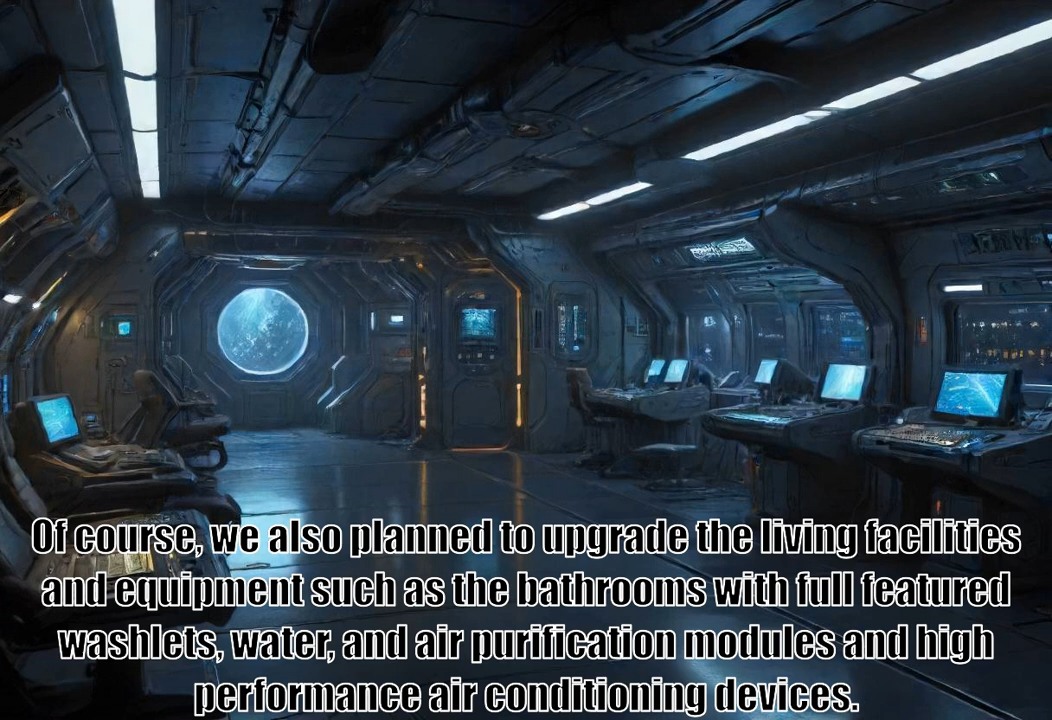 Of course, we also planned to upgrade the living facilities
and equipment such as the bathrooms with full featured
washlets, water, and air purification modules and high
performance air conditioning devices.